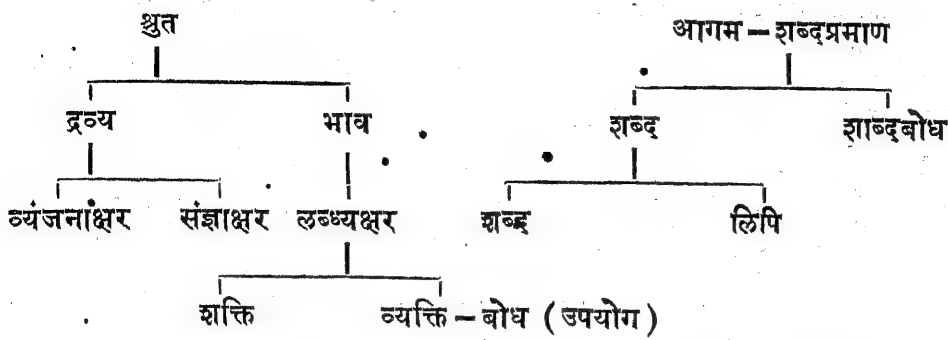 श्रुत आगम – शब्दप्रमाण
द्रव्य भाव शब्द शाब्दबोध
व्यंजनाक्षर संज्ञाक्षर लब्ध्यक्षर शब्द लिपि
शक्ति व्यक्ति – बोध ( उपयोग )